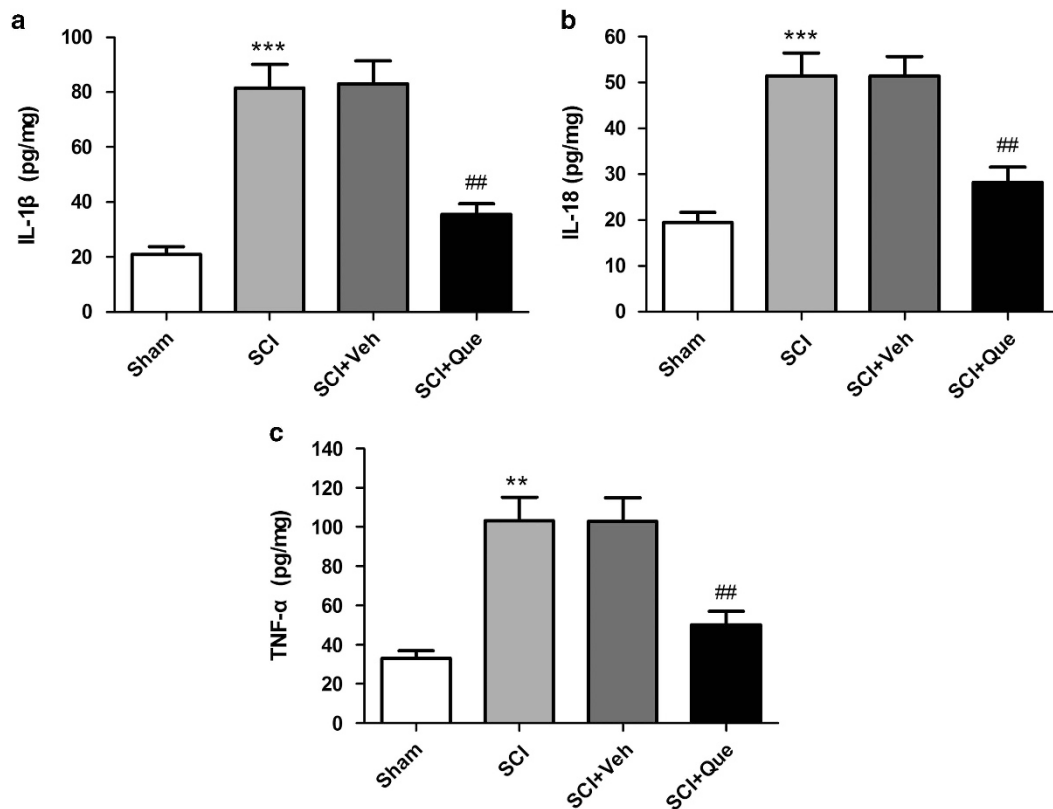 a
IL-1β (pg/mg)
100
80
60
40
20
0
***
##
Sham
SCI
SCI+Veh
SCI+Que
b
IL-18 (pg/mg)
60
50
40
30
20
10
0
***
##
Sham
SCI
SCI+Veh
SCI+Que
c
TNF-α (pg/mg)
140
120
100
80
60
40
20
0
**
##
Sham
SCI
SCI+Veh
SCI+Que